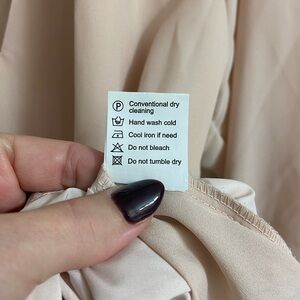 P Conventional dry
cleaning
Hand wash cold
Cool iron if need
Do not bleach
Do not tumble dry